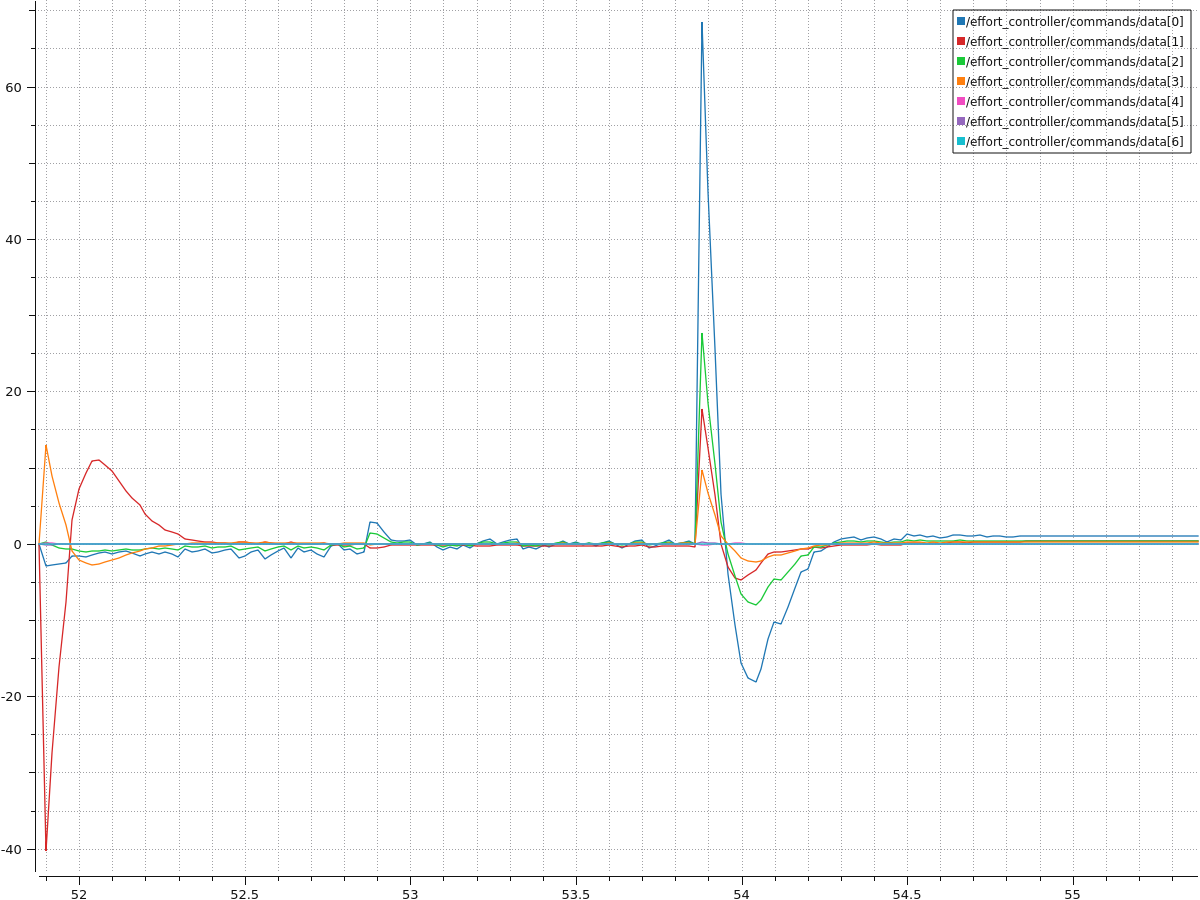 /effort_controller/commands/data[0]
/effort_controller/commands/data[1]
/effort_controller/commands/data[2]
/effort_controller/commands/data[3]
/effort_controller/commands/data[4]
/effort_controller/commands/data[5]
/effort_controller/commands/data[6]
60
40
20
0
-20
-40
52 52.5 53 53.5 54 54.5 55